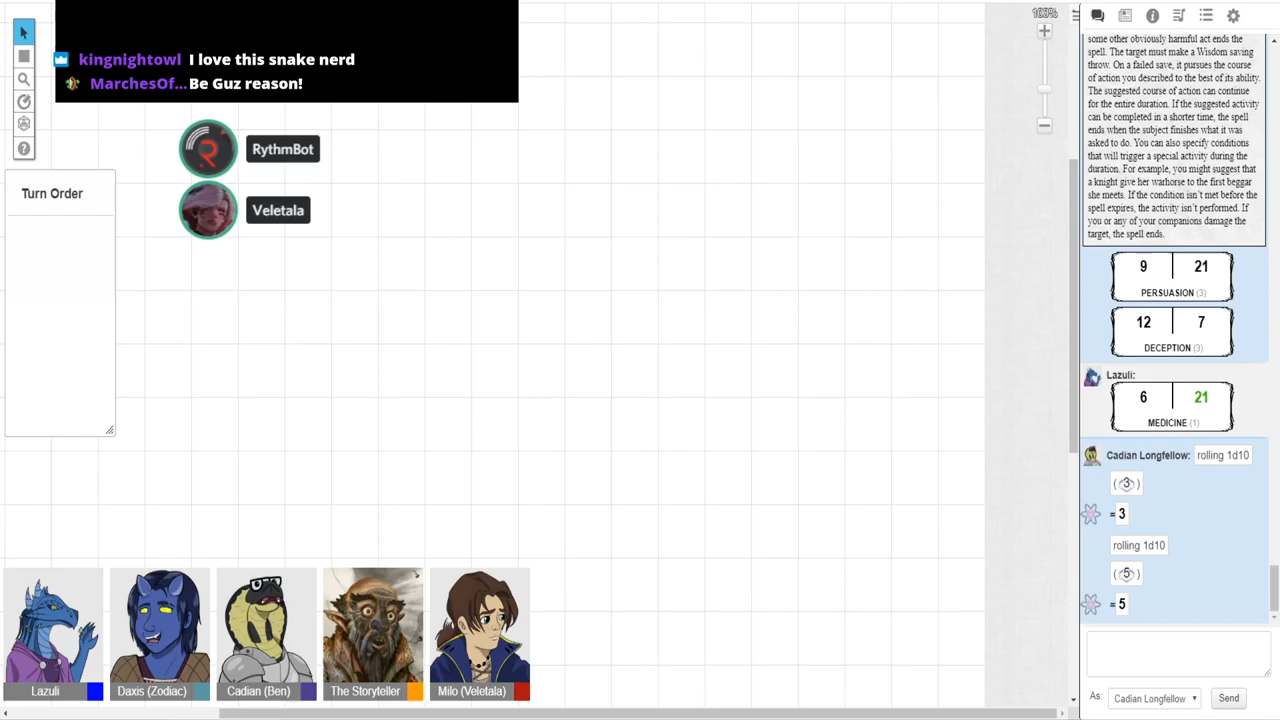 kingnightowl I love this snake nerd
MarchesOf... Be Guz reason!
RythmBot
Veletala
Turn Order
100%
some other obviously harmful act ends the
spell. The target must make a Wisdom saving
throw. On a failed save, it pursues the course
of action you described to the best of its ability.
The suggested course of action can continue
for the entire duration. If the suggested activity
can be completed in a shorter time, the spell
ends when the subject finishes what it was
asked to do. You can also specify conditions
that will trigger a special activity during the
duration. For example, you might suggest that
a knight give her warhorse to the first beggar
she meets. If the condition isn't met before the
spell expires, the activity isn't performed. If
you or any of your companions damage the
target, the spell ends.
9 21
PERSUASION (3)
12 7
DECEPTION (3)
Lazuli:
6 21
MEDICINE (1)
Cadian Longfellow: rolling 1d10
(3)
= 3
rolling 1d10
(5)
= 5
As: Cadian Longfellow Send
Lazuli
Daxis (Zodiac)
Cadian (Ben)
The Storyteller
Milo (Veletala)